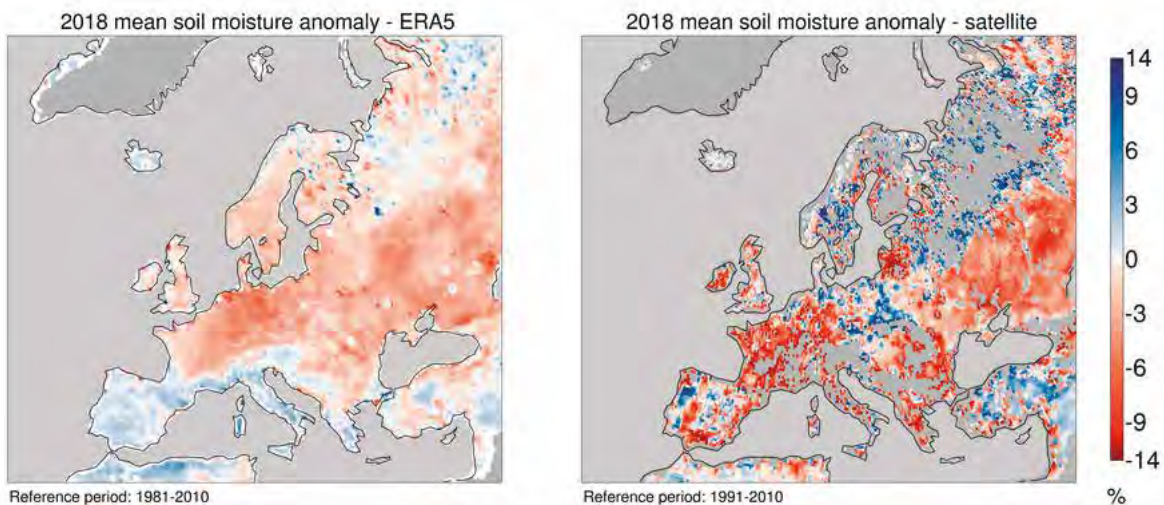 2018 mean soil moisture anomaly - ERA5
2018 mean soil moisture anomaly - satellite
14
9
6
3
0
-3
-6
-9
-14
%
Reference period: 1981-2010
Reference period: 1991-2010